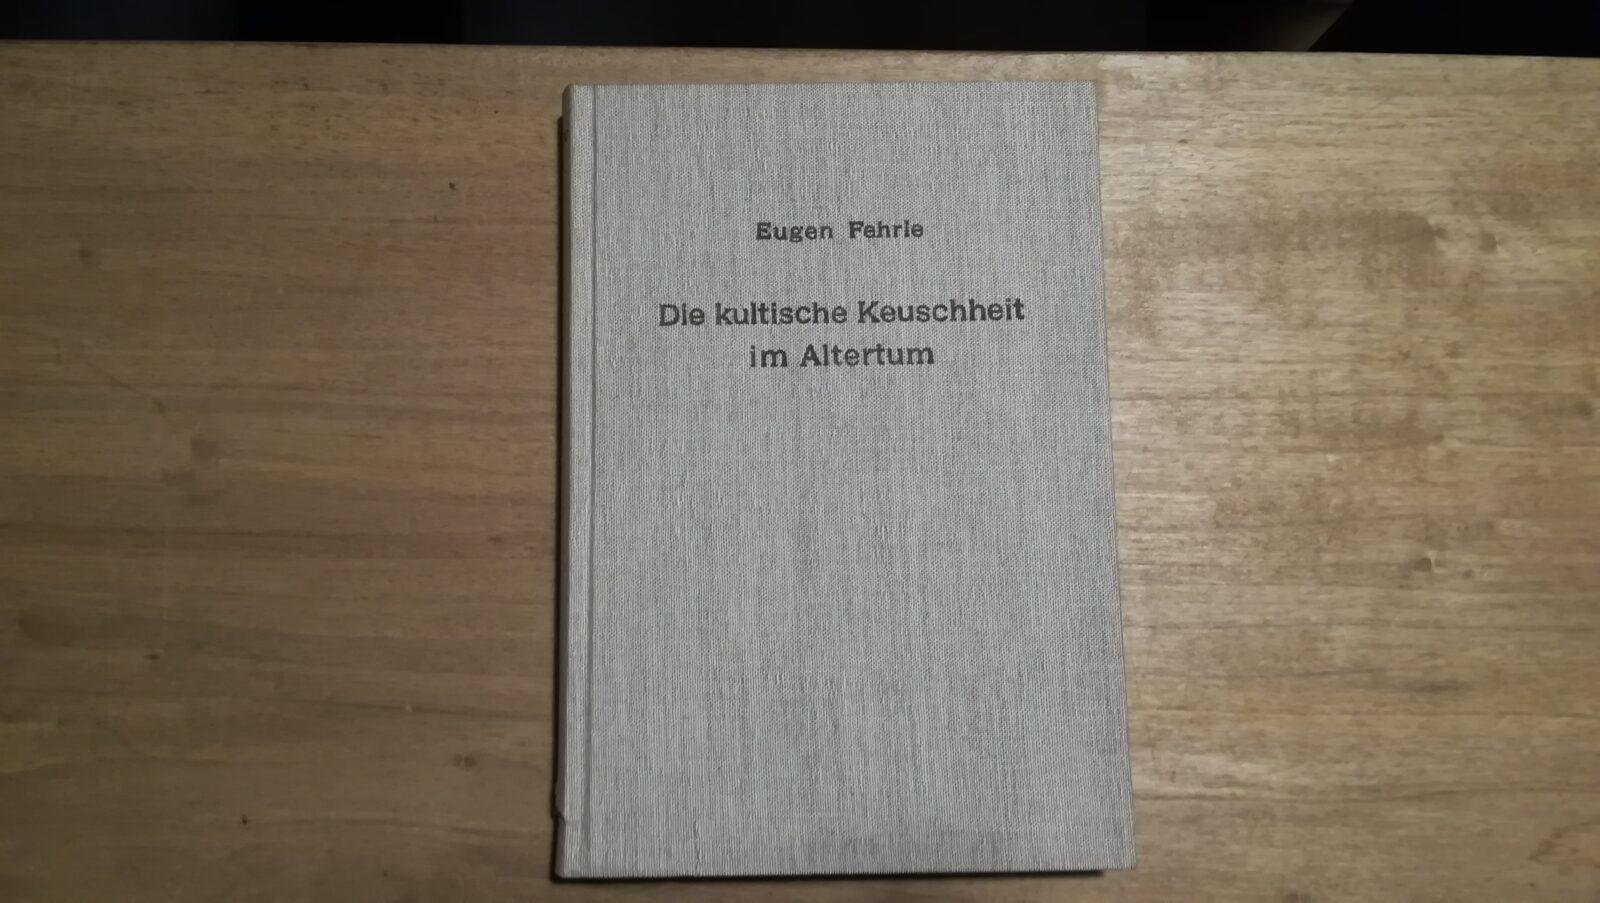 Eugen Fehrle
Die kultische Keuschheit
im Altertum